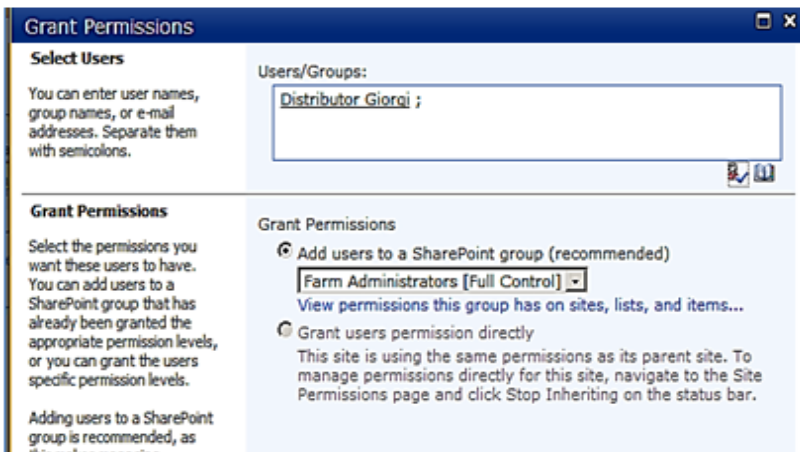 Grant Permissions
Select Users
You can enter user names,
group names, or e-mail
addresses. Separate them
with semicolons.
Users/Groups:
Distributor Giorgi ;
Grant Permissions
Select the permissions you
want these users to have.
You can add users to a
SharePoint group that has
already been granted the
appropriate permission levels,
or you can grant the users
specific permission levels.
Adding users to a SharePoint
group is recommended, as
Grant Permissions
Add users to a SharePoint group (recommended)
Farm Administrators [Full Control]
View permissions this group has on sites, lists, and items...
Grant users permission directly
This site is using the same permissions as its parent site. To
manage permissions directly for this site, navigate to the Site
Permissions page and click Stop Inheriting on the status bar.